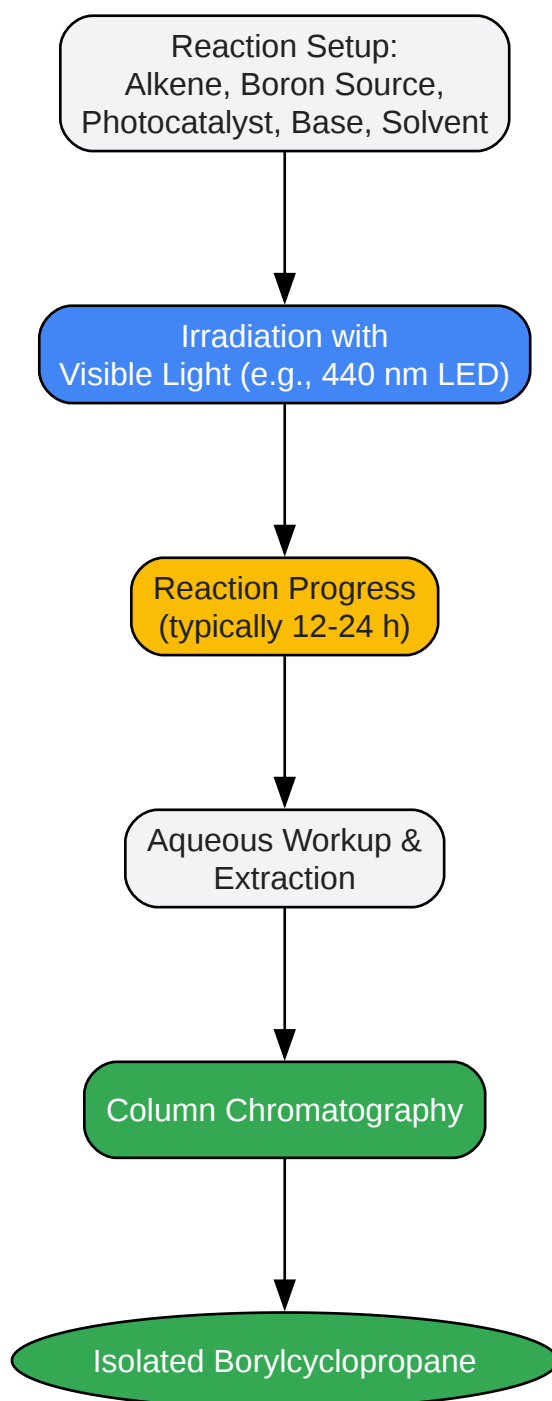 Reaction Setup:
Alkene, Boron Source,
Photocatalyst, Base, Solvent
Irradiation with
Visible Light (e.g., 440 nm LED)
Reaction Progress
(typically 12-24 h)
Aqueous Workup &
Extraction
Column Chromatography
Isolated Borylcyclopropane